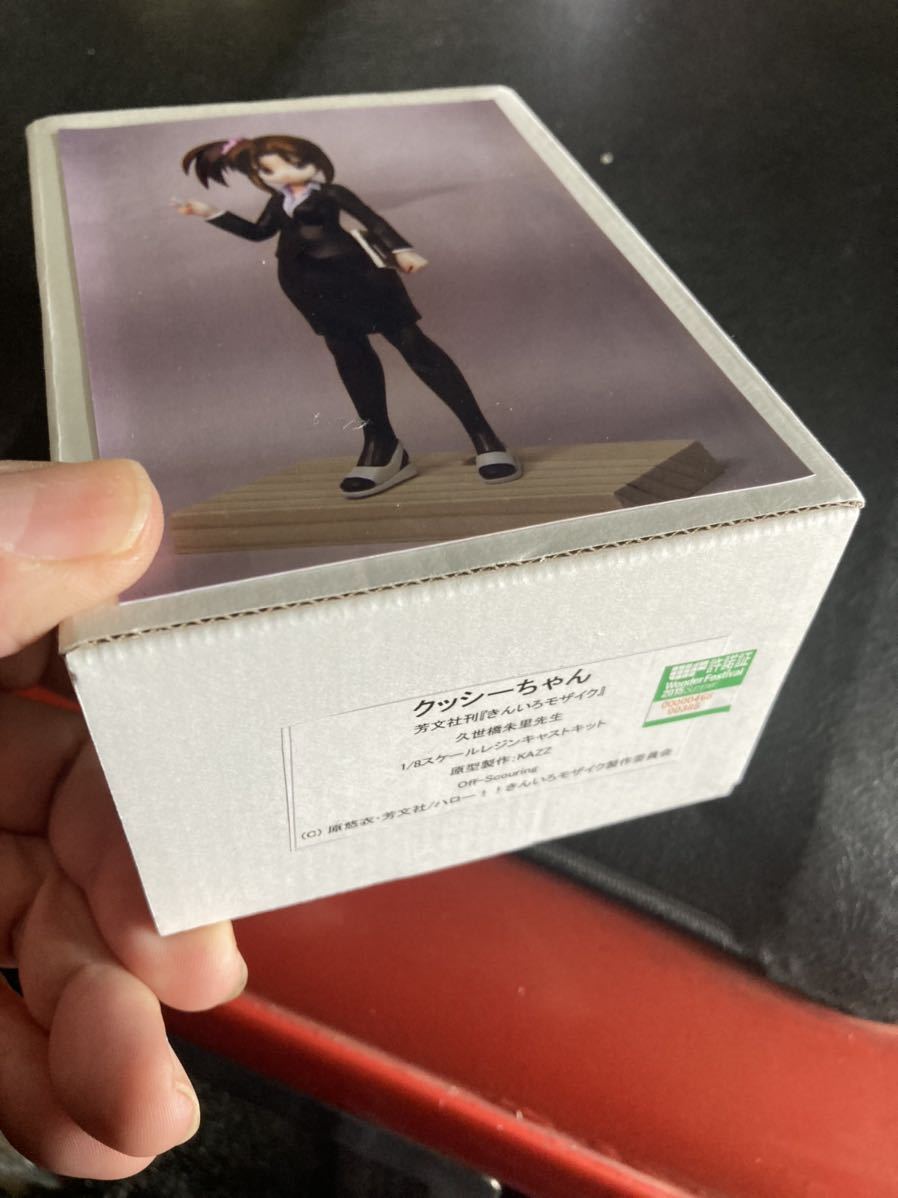 クッシーちゃん
芳文社刊『きんいろモザイク』
久世橋朱里先生
1/8スケールレジンキャストキット
原型製作:KAZZ
Off-Scouring
(C) 原悠衣・芳文社/ハロー!!きんいろモザイク製作委員会
許諾証
Wonder Festival
2015 Summer
00000468
00388